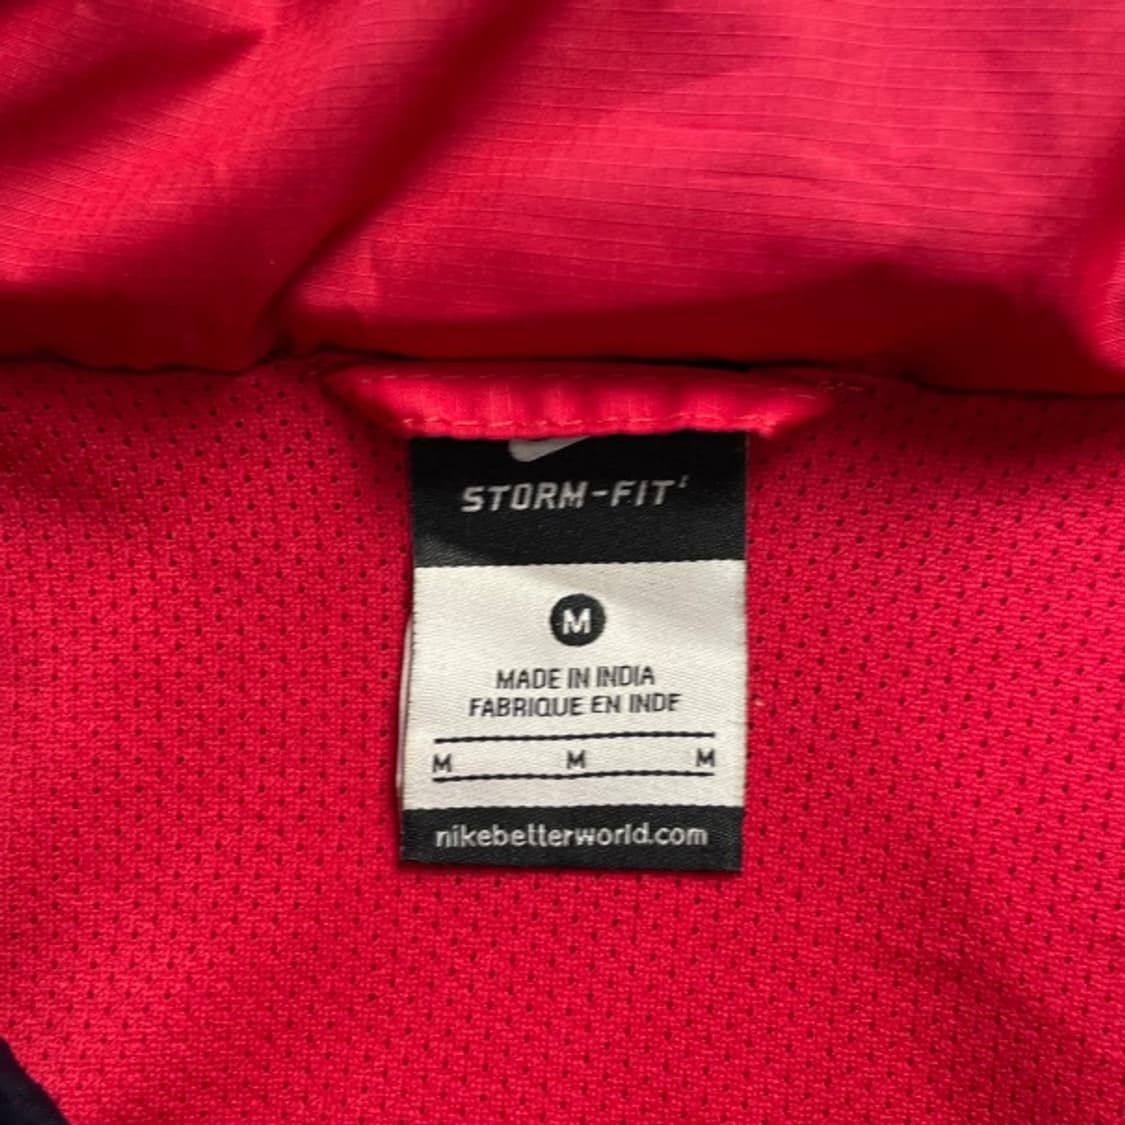 STORM-FIT
M
MADE IN INDIA
FABRIQUE EN INDE
M M M
nikebetterworld.com